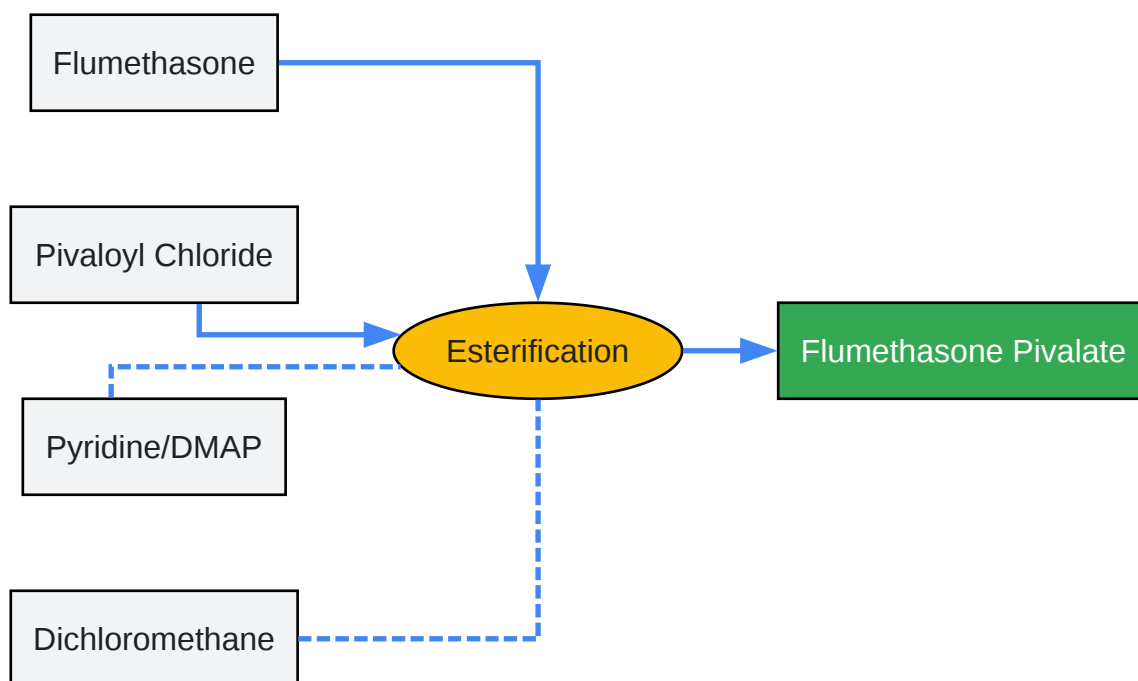 Flumethasone
Pivaloyl Chloride
Esterification
Flumethasone Pivalate
Pyridine/DMAP
Dichloromethane